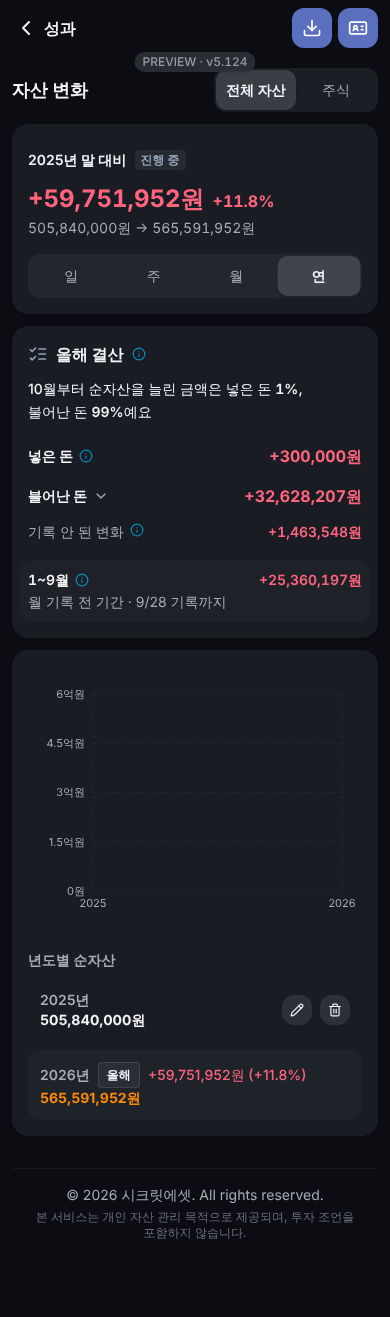 성과
PREVIEW · v5.124
자산 변화
전체 자산
주식
2025년 말 대비 진행 중
+59,751,952원 +11.8%
505,840,000원 → 565,591,952원
일 주 월 연
올해 결산
10월부터 순자산을 늘린 금액은 넣은 돈 1%,
불어난 돈 99%예요
넣은 돈 +300,000원
불어난 돈 +32,628,207원
기록 안 된 변화 +1,463,548원
1~9월 +25,360,197원
월 기록 전 기간 · 9/28 기록까지
6억원
4.5억원
3억원
1.5억원
0원
2025 2026
년도별 순자산
2025년
505,840,000원
2026년 올해 +59,751,952원 (+11.8%)
565,591,952원
© 2026 시크릿에셋. All rights reserved.
본 서비스는 개인 자산 관리 목적으로 제공되며, 투자 조언을
포함하지 않습니다.